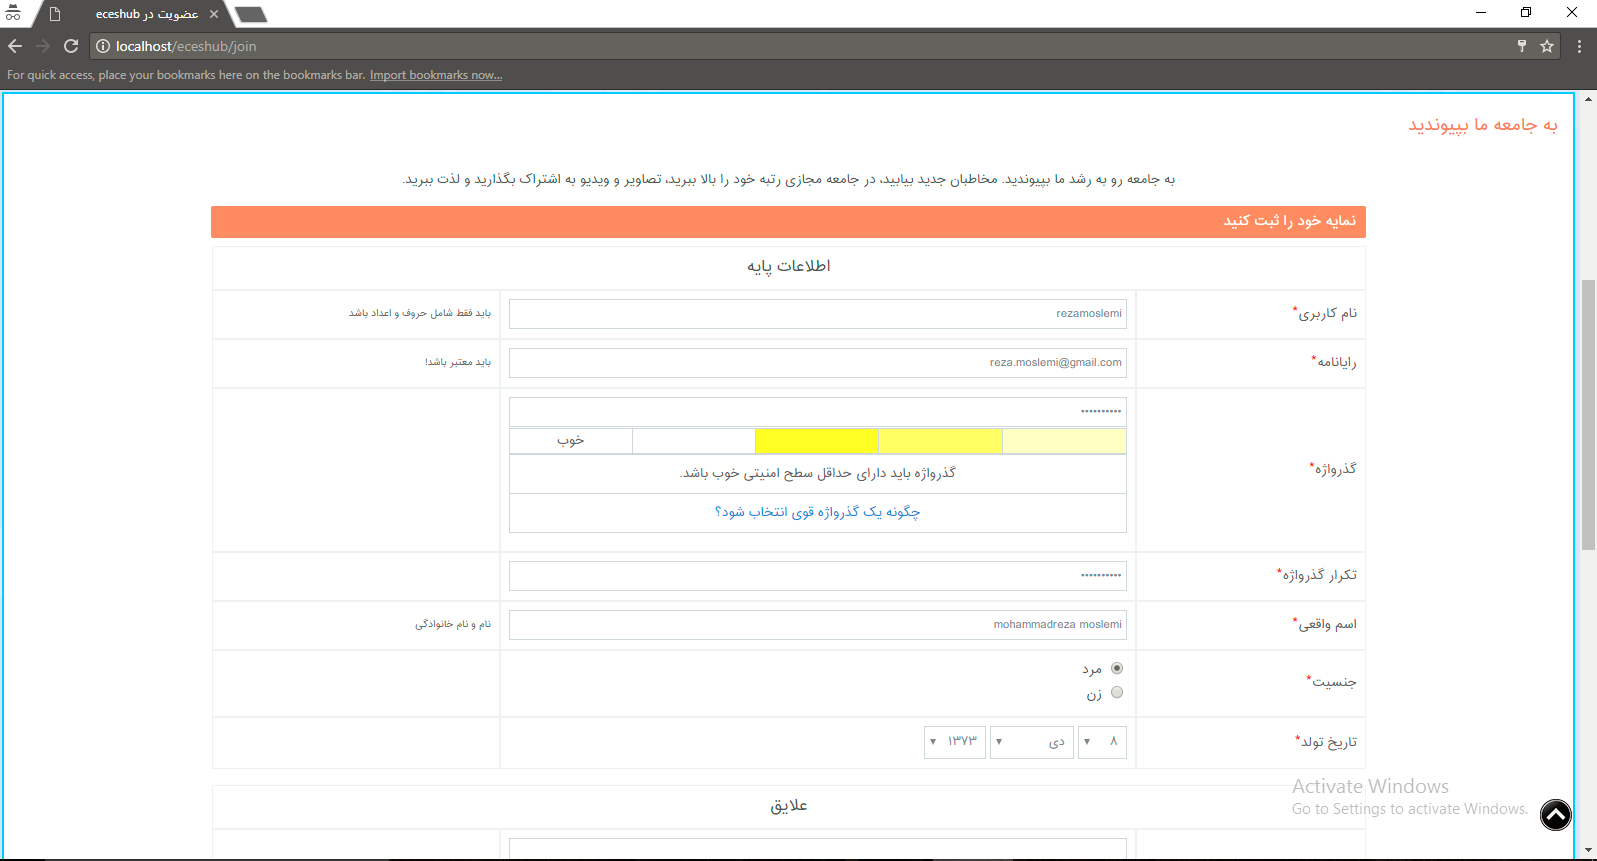 عضویت در eceshub
localhost/eceshub/join
For quick access, place your bookmarks here on the bookmarks bar. Import bookmarks now...
به جامعه ما بپیوندید
به جامعه رو به رشد ما بپیوندید. مخاطبان جدید بیابید، در جامعه مجازی رتبه خود را بالا ببرید، تصاویر و ویدیو به اشتراک بگذارید و لذت ببرید.
نمایه خود را ثبت کنید
اطلاعات پایه
نام کاربری* rezamoslemi باید فقط شامل حروف و اعداد باشد
رایانامه* reza.moslemi@gmail.com باید معتبر باشد!
••••••••••
خوب
گذرواژه* گذرواژه باید دارای حداقل سطح امنیتی خوب باشد.
چگونه یک گذرواژه قوی انتخاب شود؟
تکرار گذرواژه* ••••••••••
اسم واقعی* mohammadreza moslemi نام و نام خانوادگی
جنسیت* مرد
زن
تاریخ تولد* ۸ دی ۱۳۷۳
Activate Windows
Go to Settings to activate Windows.
علایق